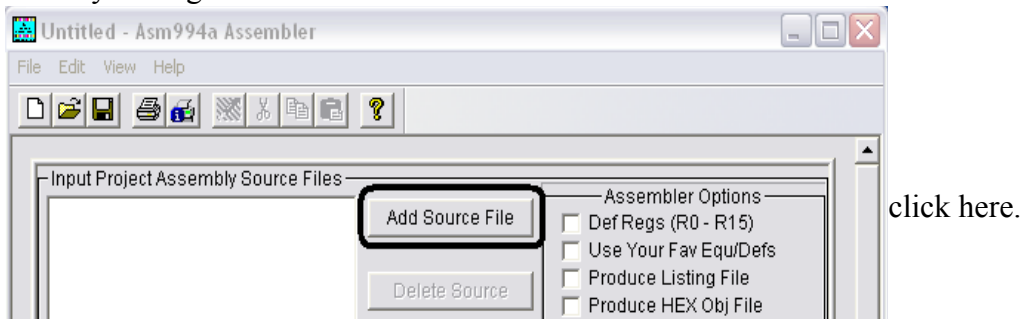 Untitled - Asm994a Assembler
File Edit View Help
Input Project Assembly Source Files
Add Source File
Assembler Options
click here.
Def Regs (R0 - R15)
Use Your Fav Equ/Defs
Delete Source
Produce Listing File
Produce HEX Obj File